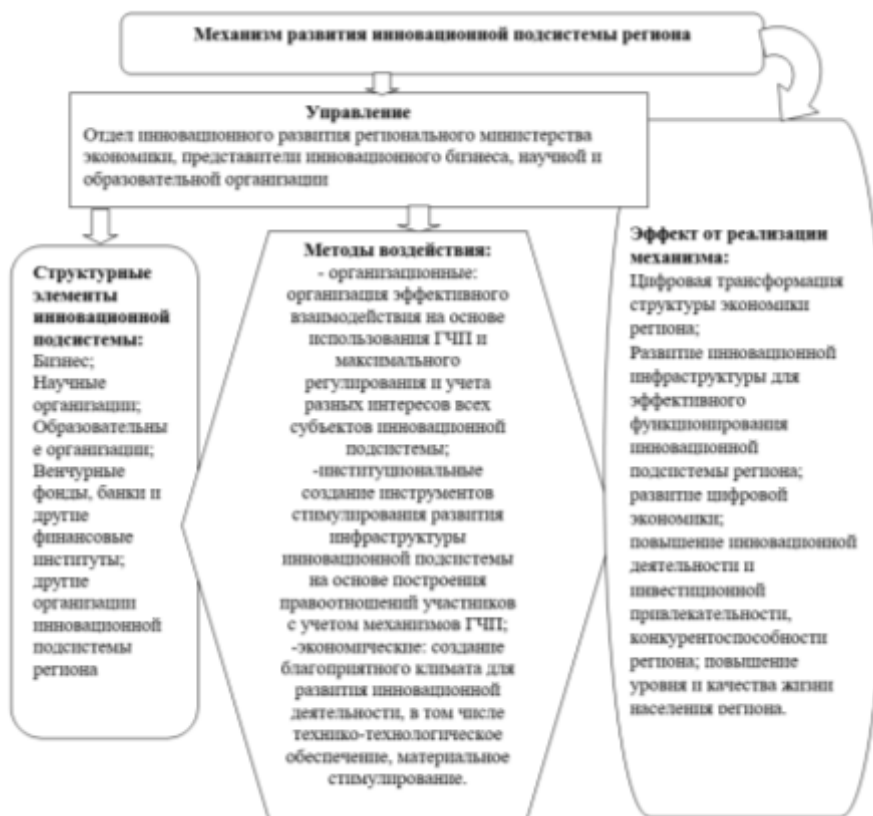 Механизм развития инновационной подсистемы региона
Управление
Отдел инновационного развития регионального министерства
экономики, представители инновационного бизнеса, научной и
образовательной организации
Структурные
элементы
инновационной
подсистемы:
Бизнес;
Научные
организации;
Образовательны
е организации;
Венчурные
фонды, банки и
другие
финансовые
институты;
другие
организации
инновационной
подсистемы
региона
Методы воздействия:
- организационные:
организация эффективного
взаимодействия на основе
использования ГЧП и
максимального
регулирования и учета
разных интересов всех
субъектов инновационной
подсистемы;
-институциональные
создание инструментов
стимулирования развития
инфраструктуры
инновационной подсистемы
на основе построения
правоотношений участников
с учетом механизмов ГЧП;
-экономические: создание
благоприятного климата для
развития инновационной
деятельности, в том числе
технико-технологическое
обеспечение, материальное
стимулирование.
Эффект от реализации
механизма:
Цифровая трансформация
структуры экономики
региона;
Развитие инновационной
инфраструктуры для
эффективного
функционирования
инновационной
подсистемы региона;
развитие цифровой
экономики;
повышение инновационной
деятельности и
инвестиционной
привлекательности,
конкурентоспособности
региона; повышение
уровня и качества жизни
населения региона.